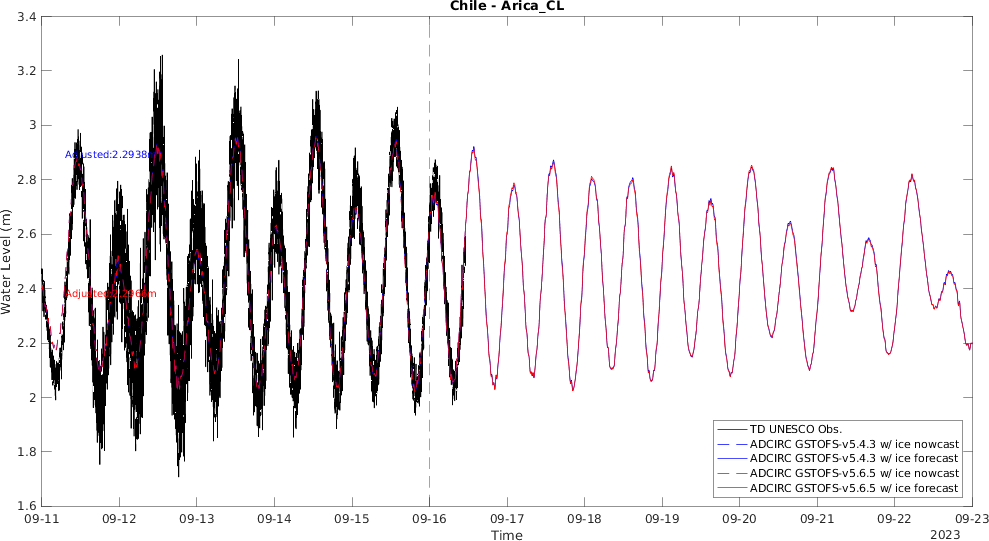 Chile - Arica_CL
Water Level (m)
3.4
3.2
3
2.8
2.6
2.4
2.2
2
1.8
1.6
Adjusted:2.2938m
TD UNESCO Obs.
ADCIRC GSTOFS-v5.4.3 w/ ice nowcast
ADCIRC GSTOFS-v5.4.3 w/ ice forecast
ADCIRC GSTOFS-v5.6.5 w/ ice nowcast
ADCIRC GSTOFS-v5.6.5 w/ ice forecast
09-11 09-12 09-13 09-14 09-15 09-16 09-17 09-18 09-19 09-20 09-21 09-22 09-23
Time
2023